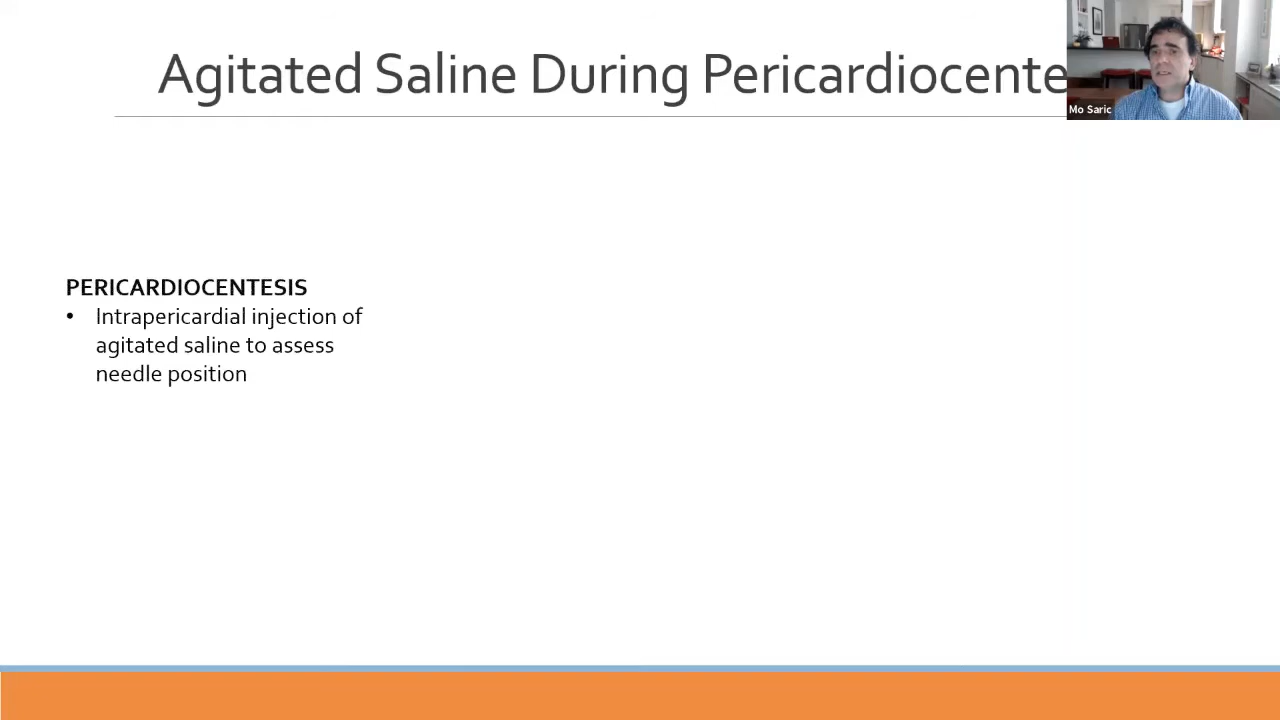 Agitated Saline During Pericardiocente
Mo Saric
PERICARDIOCENTESIS
• Intrapericardial injection of
agitated saline to assess
needle position